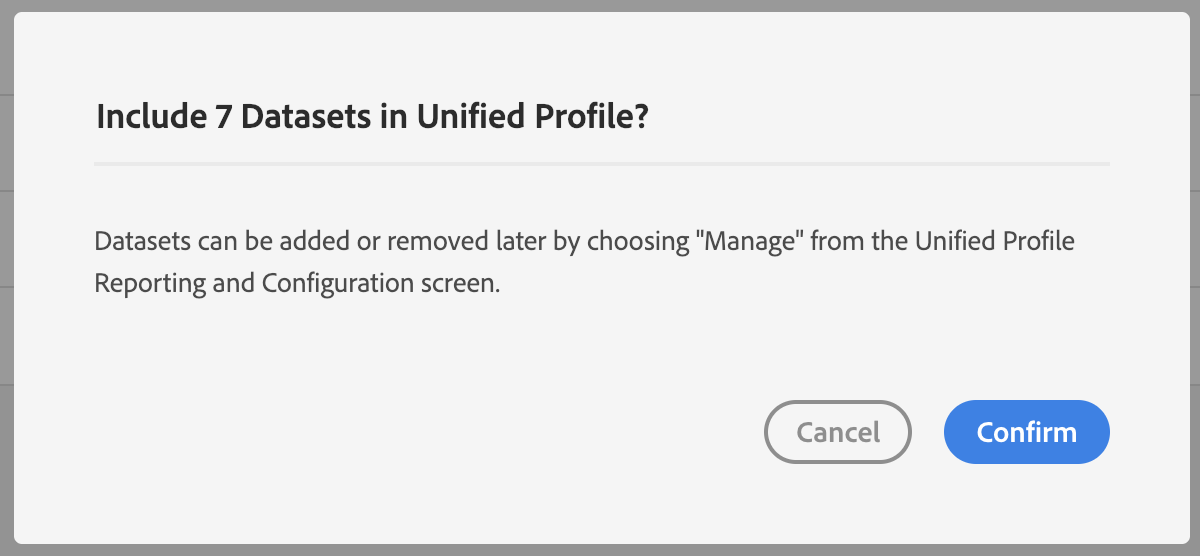 Include 7 Datasets in Unified Profile?
Datasets can be added or removed later by choosing "Manage" from the Unified Profile
Reporting and Configuration screen.
Cancel
Confirm